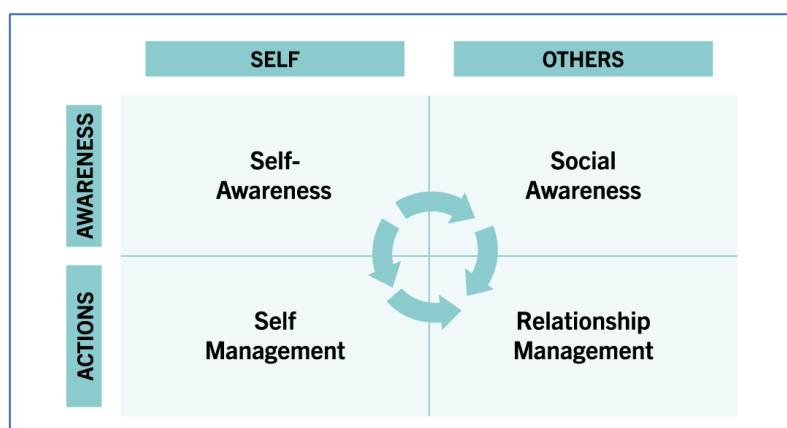 SELF
OTHERS
AWARENESS
Self-
Awareness
Social
Awareness
ACTIONS
Self
Management
Relationship
Management